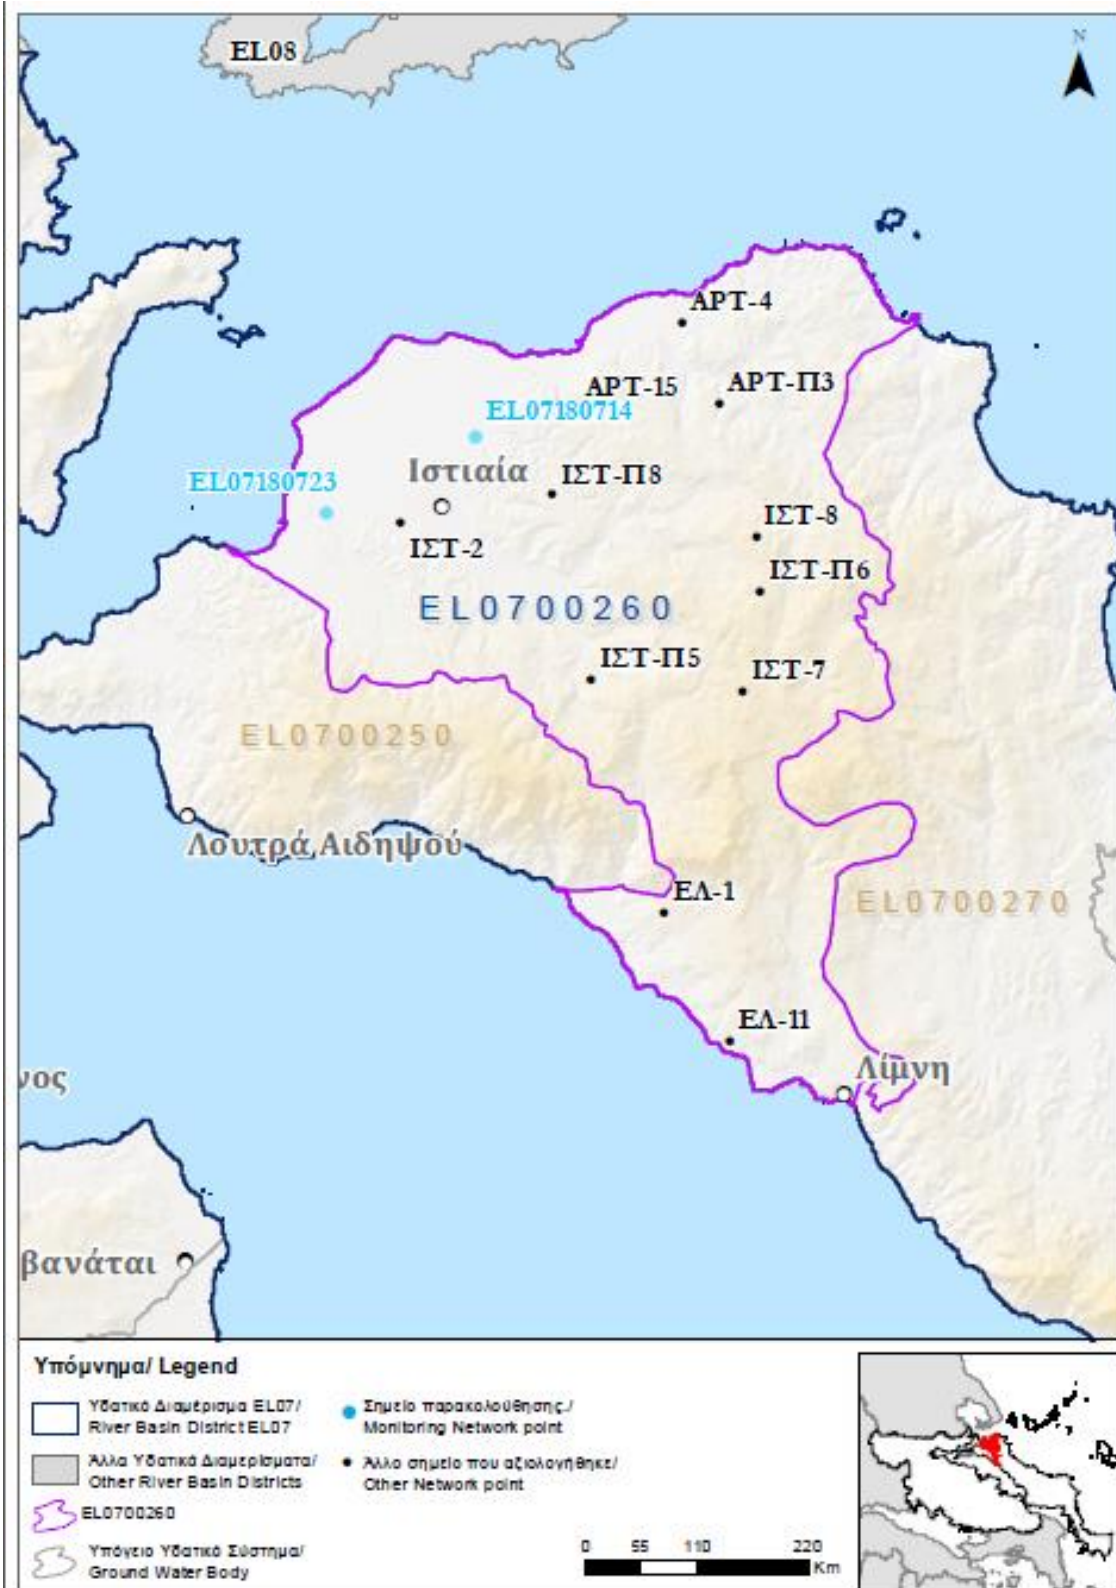 N
EL08
ΑΡΤ-4
ΑΡΤ-15
ΑΡΤ-Π3
EL07180714
Ιστιαία
EL07180723
ΙΣΤ-Π8
ΙΣΤ-8
ΙΣΤ-2
ΙΣΤ-Π6
EL0700260
ΙΣΤ-Π5
ΙΣΤ-7
EL0700250
Λουτρά Αιδηψού
ΕΛ-1
EL0700270
ΕΛ-11
Λίμνη
νος
βανάται
Υπόμνημα/ Legend
Υδατικό Διαμέρισμα EL07/
River Basin District EL07
Άλλα Υδατικά Διαμερίσματα/
Other River Basin Districts
EL0700260
Υπόγειο Υδατικό Σύστημα/
Ground Water Body
Σημείο παρακολούθησης/
Monitoring Network point
Άλλο σημείο που αξιολογήθηκε/
Other Network point
0 55 110 220
Km